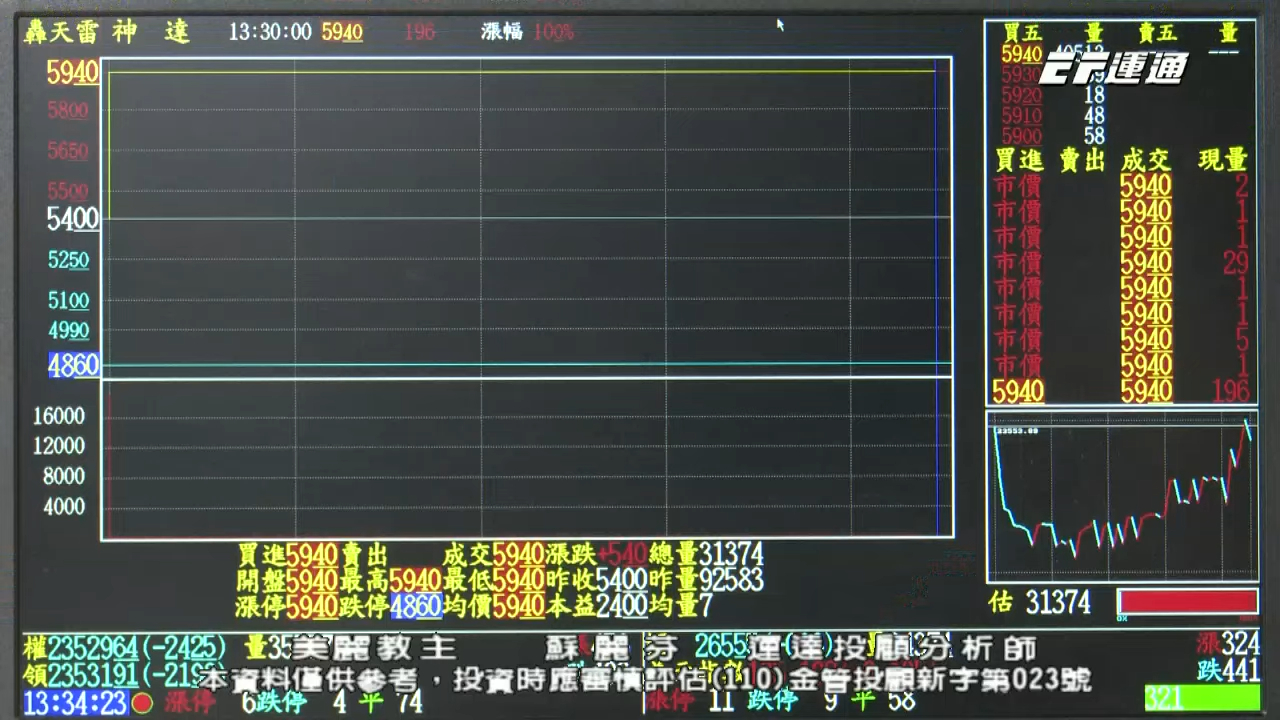 轟天雷 神 達 13:30:00 5940 196 漲幅 100%
5940
5800
5650
5500
5400
5250
5100
4990
4860
16000
12000
8000
4000
買五 量 賣五 量
5940 40512
5930
5920 18
5910 48
5900 58
運通
買進 賣出 成交 現量
市價 5940 2
市價 5940 1
市價 5940 1
市價 5940 29
市價 5940 1
市價 5940 1
市價 5940 5
市價 5940 1
5940 5940 196
23553.89
估 31374
買進5940賣出 成交5940漲跌+540總量31374
開盤5940最高5940最低5940昨收5400昨量92583
漲停5940跌停4860均價5940本益2400均量7
權2352964(-2425) 量35 漲324
領2353191 跌441
美麗教主 蘇麗芬 運達投顧分析師
本資料僅供參考，投資時應審慎評估(110)金管投顧新字第023號
13:34:23 漲停 6跌停 4 平 74 漲停 11 跌停 9 平 58 321